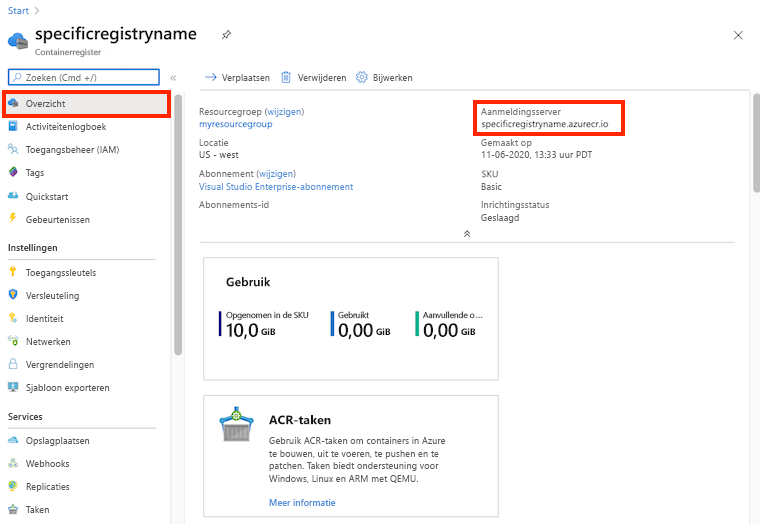 Start
specificregistryname
Containerregister
Zoeken (Cmd +/)
Overzicht
Activiteitenlogboek
Toegangsbeheer (IAM)
Tags
Quickstart
Gebeurtenissen
Instellingen
Toegangssleutels
Versleuteling
Identiteit
Netwerken
Vergrendelingen
Sjabloon exporteren
Services
Opslagplaatsen
Webhooks
Replicaties
Taken
Verplaatsen
Verwijderen
Bijwerken
Resourcegroep (wijzigen)
myresourcegroup
Locatie
US - west
Abonnement (wijzigen)
Visual Studio Enterprise-abonnement
Abonnements-id
Aanmeldingsserver
specificregistryname.azurecr.io
Gemaakt op
11-06-2020, 13:33 uur PDT
SKU
Basic
Inrichtingsstatus
Geslaagd
Gebruik
Opgenomen in de SKU
10,0 GiB
Gebruikt
0,00 GiB
Aanvullende o...
0,00 GiB
ACR-taken
Gebruik ACR-taken om containers in Azure
te bouwen, uit te voeren, te pushen en te
patchen. Taken biedt ondersteuning voor
Windows, Linux en ARM met QEMU.
Meer informatie